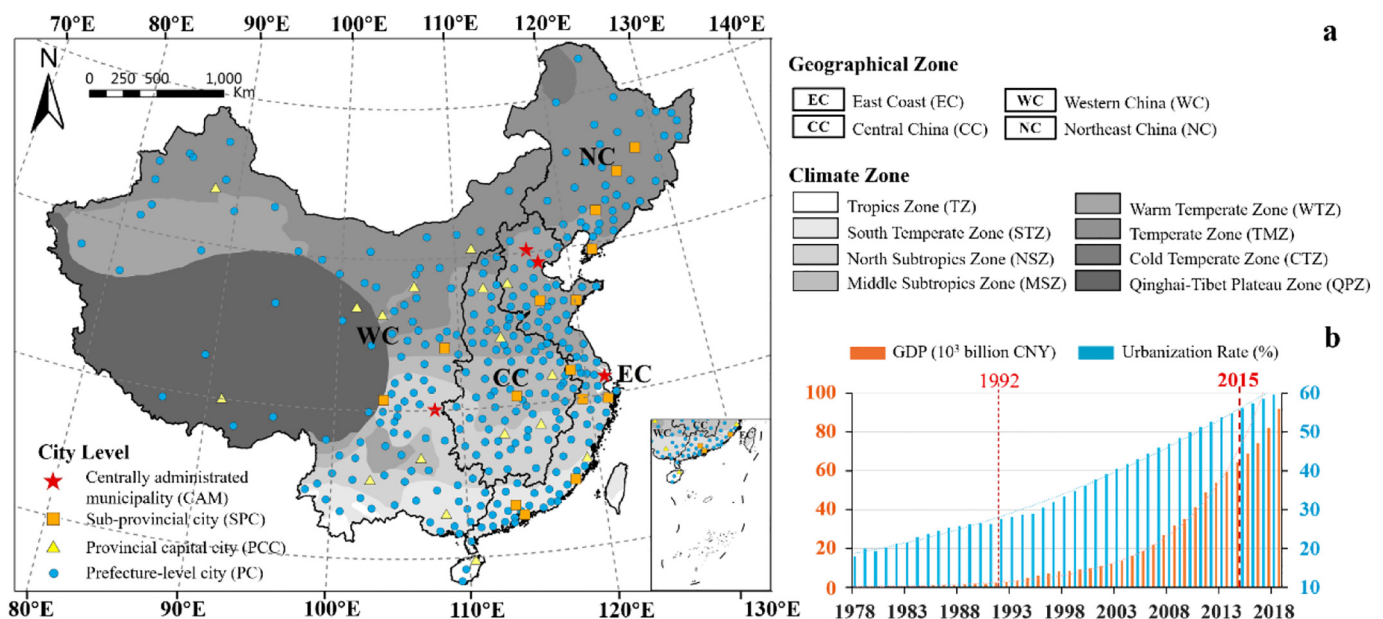 70°E 80°E 90°E 100°E 110°E 120°E 130°E 140°E
a
N
0 250 500 1,000
Km
NC
WC
CC
EC
City Level
Centrally administrated
municipality (CAM)
Sub-provincial city (SPC)
Provincial capital city (PCC)
Prefecture-level city (PC)
WC
CC
EC
80°E 90°E 100°E 110°E 120°E 130°E
Geographical Zone
EC East Coast (EC) WC Western China (WC)
CC Central China (CC) NC Northeast China (NC)
Climate Zone
Tropics Zone (TZ) Warm Temperate Zone (WTZ)
South Temperate Zone (STZ) Temperate Zone (TMZ)
North Subtropics Zone (NSZ) Cold Temperate Zone (CTZ)
Middle Subtropics Zone (MSZ) Qinghai-Tibet Plateau Zone (QPZ)
b
GDP (10³ billion CNY) Urbanization Rate (%)
1992 2015
100 60
80 50
60 40
40 30
20 20
0 10
1978 1983 1988 1993 1998 2003 2008 2013 2018